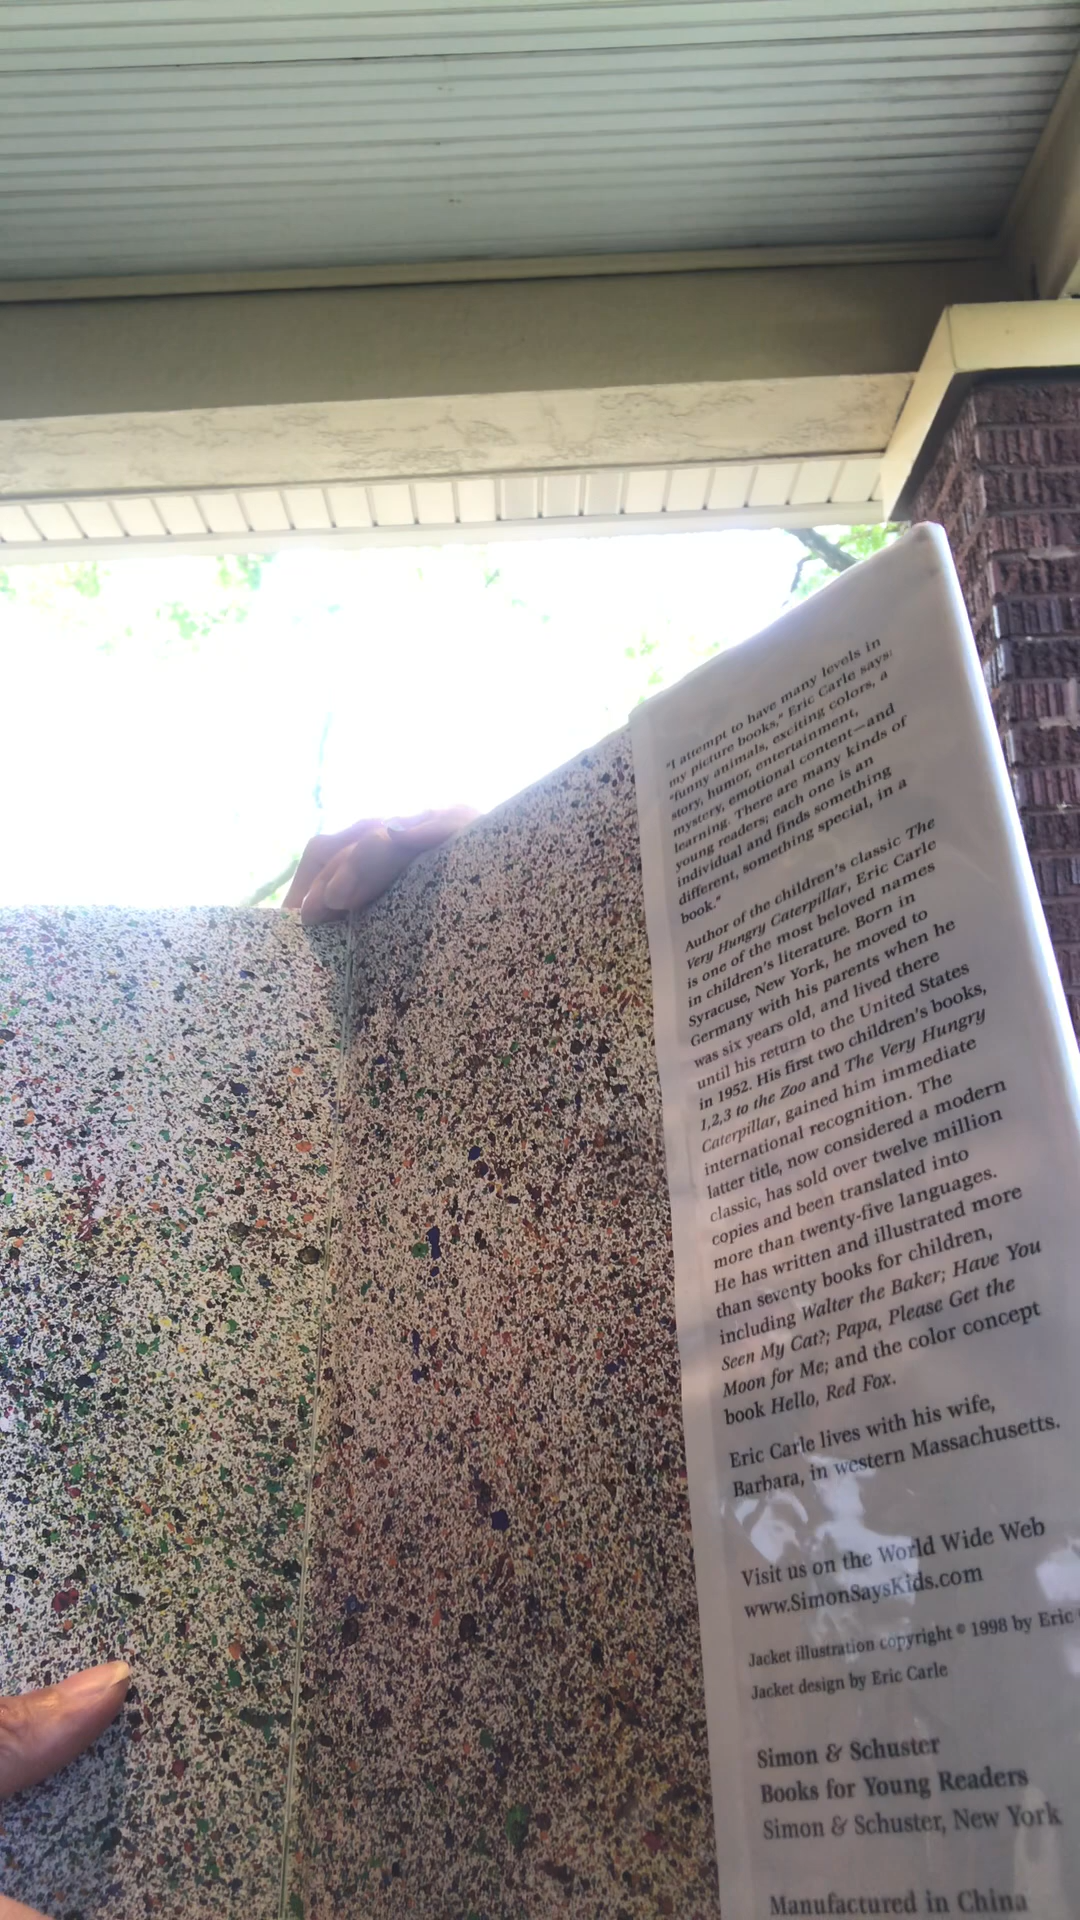 "I attempt to have many levels in
my picture books," Eric Carle says:
"funny animals, exciting colors, a
story, humor, entertainment,
mystery, emotional content—and
learning. There are many kinds of
young readers; each one is an
individual and finds something
different, something special, in a
book."
Author of the children's classic The
Very Hungry Caterpillar, Eric Carle
is one of the most beloved names
in children's literature. Born in
Syracuse, New York, he moved to
Germany with his parents when he
was six years old, and lived there
until his return to the United States
in 1952. His first two children's books,
1,2,3 to the Zoo and The Very Hungry
Caterpillar, gained him immediate
international recognition. The
latter title, now considered a modern
classic, has sold over twelve million
copies and been translated into
more than twenty-five languages.
He has written and illustrated more
than seventy books for children,
including Walter the Baker; Have You
Seen My Cat?; Papa, Please Get the
Moon for Me; and the color concept
book Hello, Red Fox.
Eric Carle lives with his wife,
Barbara, in western Massachusetts.
Visit us on the World Wide Web
www.SimonSaysKids.com
Jacket illustration copyright © 1998 by Eric
Jacket design by Eric Carle
Simon & Schuster
Books for Young Readers
Simon & Schuster, New York
Manufactured in China